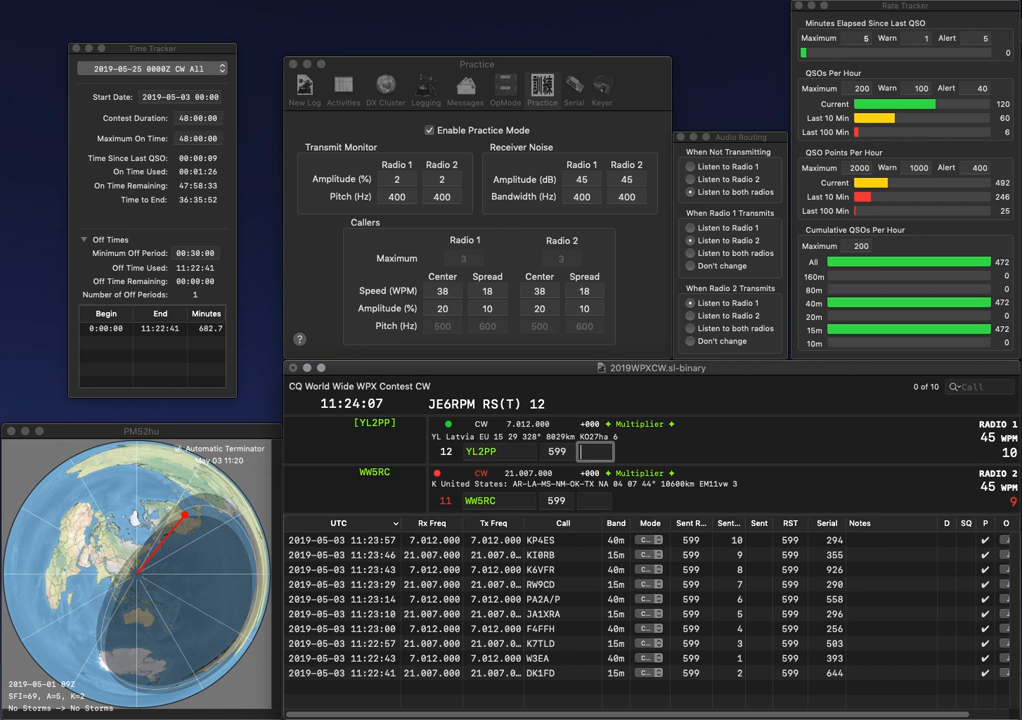 Time Tracker
2019-05-25 0000Z CW All
Start Date: 2019-05-03 00:00
Contest Duration: 48:00:00
Maximum On Time: 48:00:00
Time Since Last QSO: 00:00:09
On Time Used: 00:01:26
On Time Remaining: 47:58:33
Time to End: 36:35:52
Off Times
Minimum Off Period: 00:30:00
Off Time Used: 11:22:41
Off Time Remaining: 00:00:00
Number of Off Periods: 1
Begin End Minutes
0:00:00 11:22:41 682.7
Practice
New Log Activities DX Cluster Logging Messages OpMode Practice Serial Keyer
訓練
Enable Practice Mode
Transmit Monitor
Radio 1 Radio 2
Amplitude (%) 2 2
Pitch (Hz) 400 400
Receiver Noise
Radio 1 Radio 2
Amplitude (dB) 45 45
Bandwidth (Hz) 400 400
Callers
Radio 1 Radio 2
Maximum 3 3
Center Spread Center Spread
Speed (WPM) 38 18 38 18
Amplitude (%) 20 10 20 10
Pitch (Hz) 500 600 500 600
?
Audio Routing
When Not Transmitting
Listen to Radio 1
Listen to Radio 2
Listen to both radios
When Radio 1 Transmits
Listen to Radio 1
Listen to Radio 2
Listen to both radios
Don't change
When Radio 2 Transmits
Listen to Radio 1
Listen to Radio 2
Listen to both radios
Don't change
Rate Tracker
Minutes Elapsed Since Last QSO
Maximum 5 Warn 1 Alert 5
0
QSOs Per Hour
Maximum 200 Warn 100 Alert 40
Current 120
Last 10 Min 60
Last 100 Min 6
QSO Points Per Hour
Maximum 2000 Warn 1000 Alert 400
Current 492
Last 10 Min 246
Last 100 Min 25
Cumulative QSOs Per Hour
Maximum 200
All 472
160m 0
80m 0
40m 472
20m 0
15m 472
10m 0
PM52hu
Automatic Terminator
May 03 11:20
2019-05-01 09Z
SFI=69, A=5, K=2
No Storms -> No Storms
2019WPXCW.sl-binary
CQ World Wide WPX Contest CW
0 of 10 Call
11:24:07 JE6RPM RS(T) 12
[YL2PP] CW 7.012.000 +000 ✦ Multiplier ✦ RADIO 1
YL Latvia EU 15 29 328° 8029km KO27ha 6 45 WPM
12 YL2PP 599 10
WW5RC CW 21.007.000 +000 ✦ Multiplier ✦ RADIO 2
K United States: AR-LA-MS-NM-OK-TX NA 04 07 44° 10600km EM11vw 3 45 WPM
11 WW5RC 599 9
UTC Rx Freq Tx Freq Call Band Mode Sent R... Sent... Sent RST Serial Notes D SQ P O
2019-05-03 11:23:57 7.012.000 7.012.000 KP4ES 40m C... 599 10 599 294 ✔
2019-05-03 11:23:46 21.007.000 21.007.0... KI0RB 15m C... 599 9 599 355 ✔
2019-05-03 11:23:43 7.012.000 7.012.000 K6VFR 40m C... 599 8 599 926 ✔
2019-05-03 11:23:29 21.007.000 21.007.0... RW9CD 15m C... 599 7 599 290 ✔
2019-05-03 11:23:14 7.012.000 7.012.000 PA2A/P 40m C... 599 6 599 558 ✔
2019-05-03 11:23:10 21.007.000 21.007.0... JA1XRA 15m C... 599 5 599 296 ✔
2019-05-03 11:23:00 7.012.000 7.012.000 F4FFH 40m C... 599 4 599 256 ✔
2019-05-03 11:22:57 21.007.000 21.007.0... K7TLD 15m C... 599 3 599 503 ✔
2019-05-03 11:22:43 7.012.000 7.012.000 W3EA 40m C... 599 1 599 393 ✔
2019-05-03 11:22:41 21.007.000 21.007.0... DK1FD 15m C... 599 2 599 644 ✔